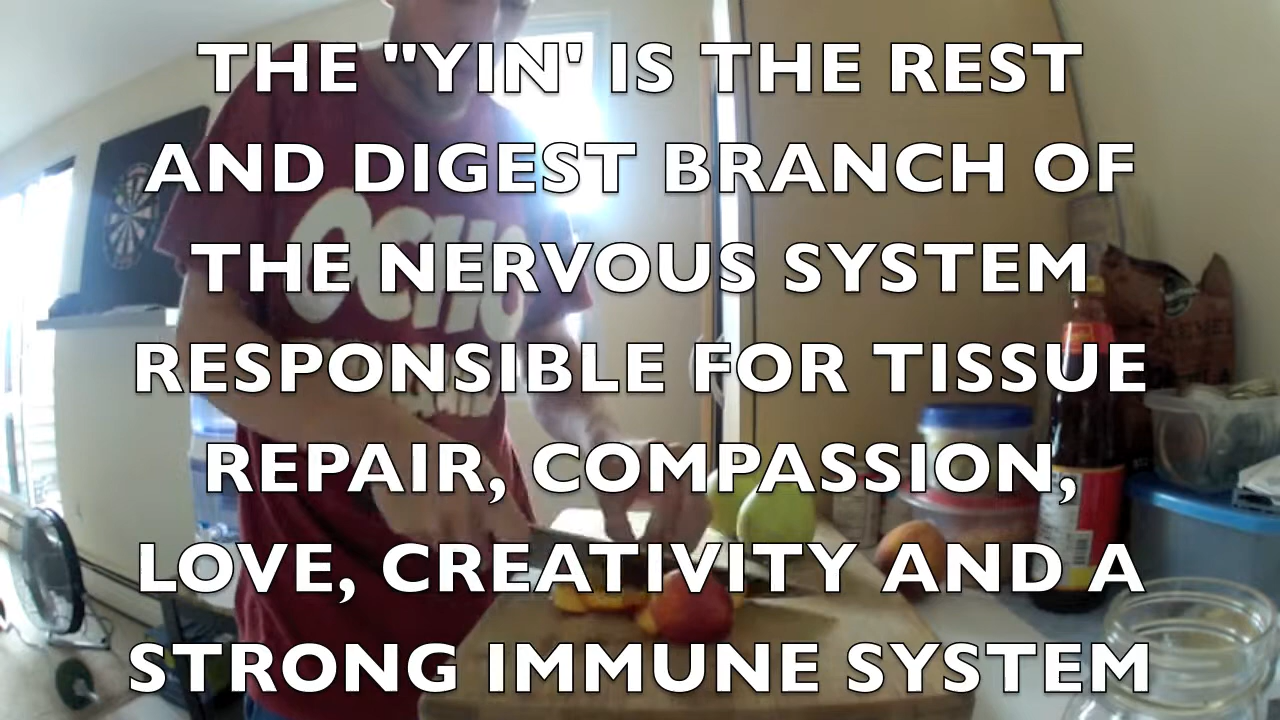 THE "YIN' IS THE REST
AND DIGEST BRANCH OF
THE NERVOUS SYSTEM
RESPONSIBLE FOR TISSUE
REPAIR, COMPASSION,
LOVE, CREATIVITY AND A
STRONG IMMUNE SYSTEM
OCHO